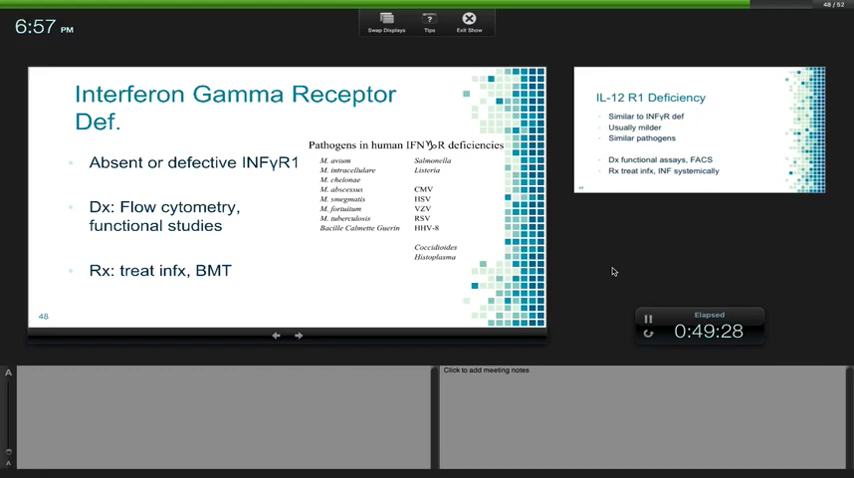 48 / 52
6:57 PM
Swap Displays
Tips
Exit Show
Interferon Gamma Receptor
Def.
Absent or defective INFγR1
Dx: Flow cytometry,
functional studies
Rx: treat infx, BMT
Pathogens in human IFNγR deficiencies
M. avium
M. intracellulare
M. chelonae
M. abscessus
M. smegmatis
M. fortuitum
M. tuberculosis
Bacille Calmette Guerin
Salmonella
Listeria
CMV
HSV
VZV
RSV
HHV-8
Coccidioides
Histoplasma
48
IL-12 R1 Deficiency
Similar to INFγR def
Usually milder
Similar pathogens
Dx functional assays, FACS
Rx treat infx, INF systemically
Elapsed
0:49:28
A
Click to add meeting notes
A